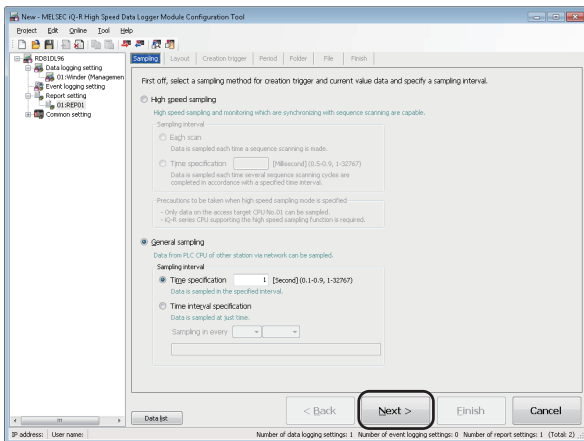 New - MELSEC iQ-R High Speed Data Logger Module Configuration Tool
Project Edit Online Tool Help
RD81DL96
Data logging setting
01:Winder (Managemen
Event logging setting
Report setting
01:REP01
Common setting
Sampling Layout Creation trigger Period Folder File Finish
First off, select a sampling method for creation trigger and current value data and specify a sampling interval.
High speed sampling
High speed sampling and monitoring which are synchronizing with sequence scanning are capable.
Sampling interval
Each scan
Data is sampled each time a sequence scanning is made.
Time specification [Millisecond] (0.5-0.9, 1-32767)
Data is sampled each time several sequence scanning cycles are
completed in accordance with a specified time interval.
Precautions to be taken when high speed sampling mode is specified
- Only data on the access target CPU No.01 can be sampled.
- iQ-R series CPU supporting the high speed sampling function is required.
General sampling
Data from PLC CPU of other station via network can be sampled.
Sampling interval
Time specification 1 [Second] (0.1-0.9, 1-32767)
Data is sampled in the specified interval.
Time interval specification
Data is sampled at just time.
Sampling in every
Data list
< Back Next > Finish Cancel
IP address: User name: Number of data logging settings: 1 Number of event logging settings: 0 Number of report settings: 1 (Total: 2)